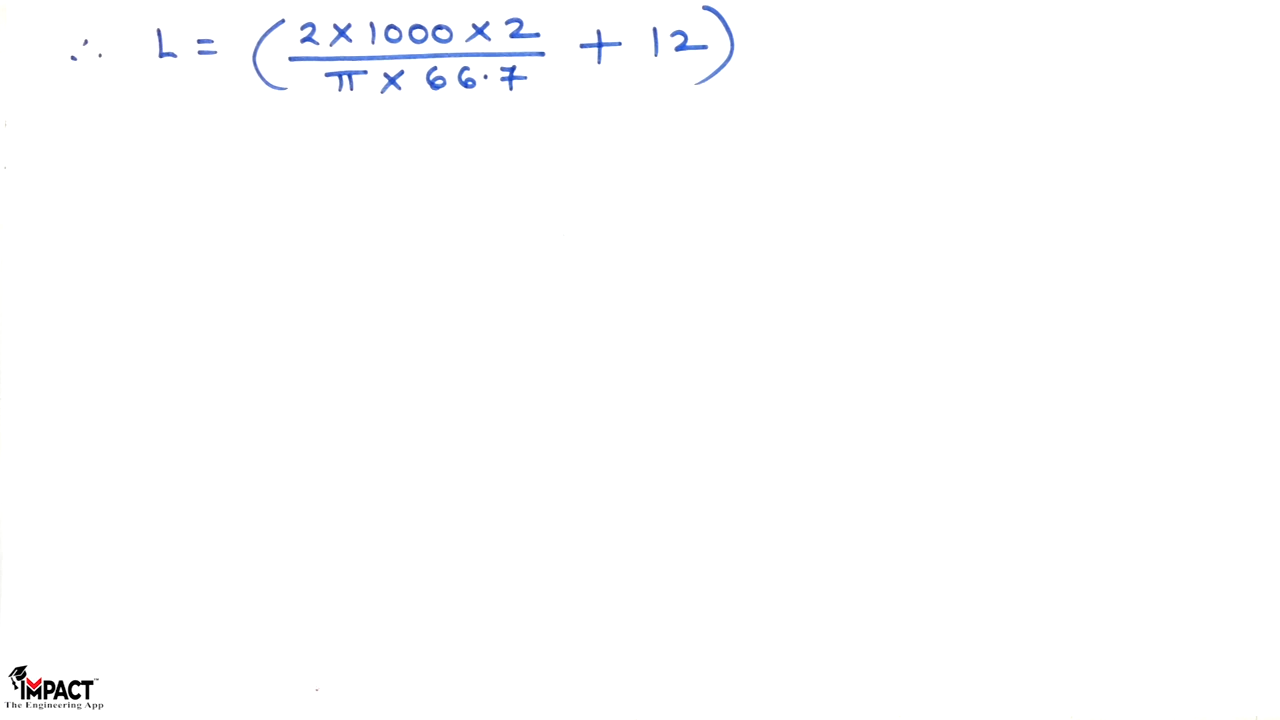 ∴ L = ( 2 × 1000 × 2 / π × 66.7 + 12 )
IMPACT
The Engineering App